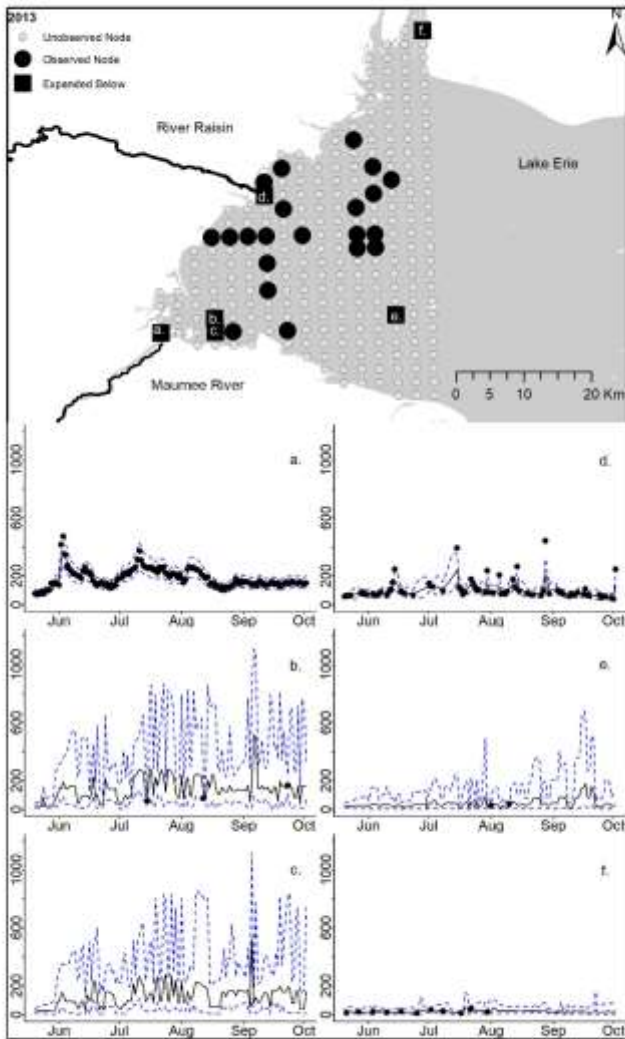 2013
N
Unobserved Node
Observed Node
Expanded Below
f.
River Raisin
Lake Erie
d.
b.
e.
a. c.
Maumee River
0 5 10 20 Km
a.
1000
600
200
0
Jun Jul Aug Sep Oct
d.
1000
600
200
0
Jun Jul Aug Sep Oct
b.
1000
600
200
0
Jun Jul Aug Sep Oct
e.
1000
600
200
0
Jun Jul Aug Sep Oct
c.
1000
600
200
0
Jun Jul Aug Sep Oct
f.
1000
600
200
0
Jun Jul Aug Sep Oct